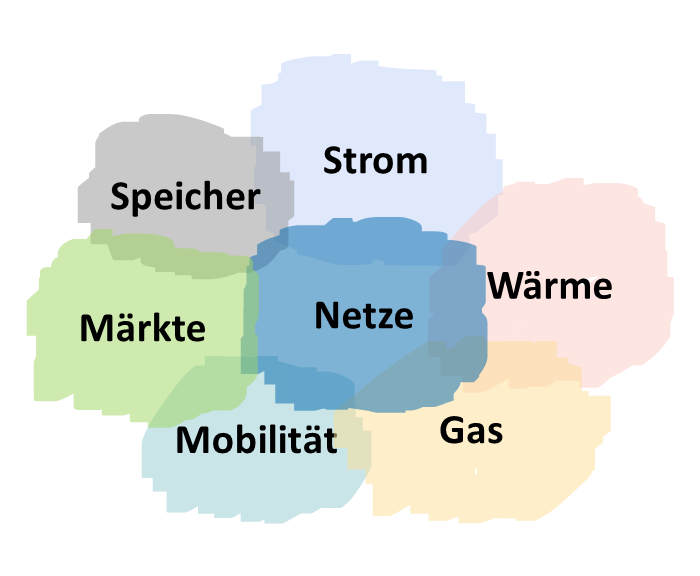 Strom
Speicher
Wärme
Netze
Märkte
Gas
Mobilität